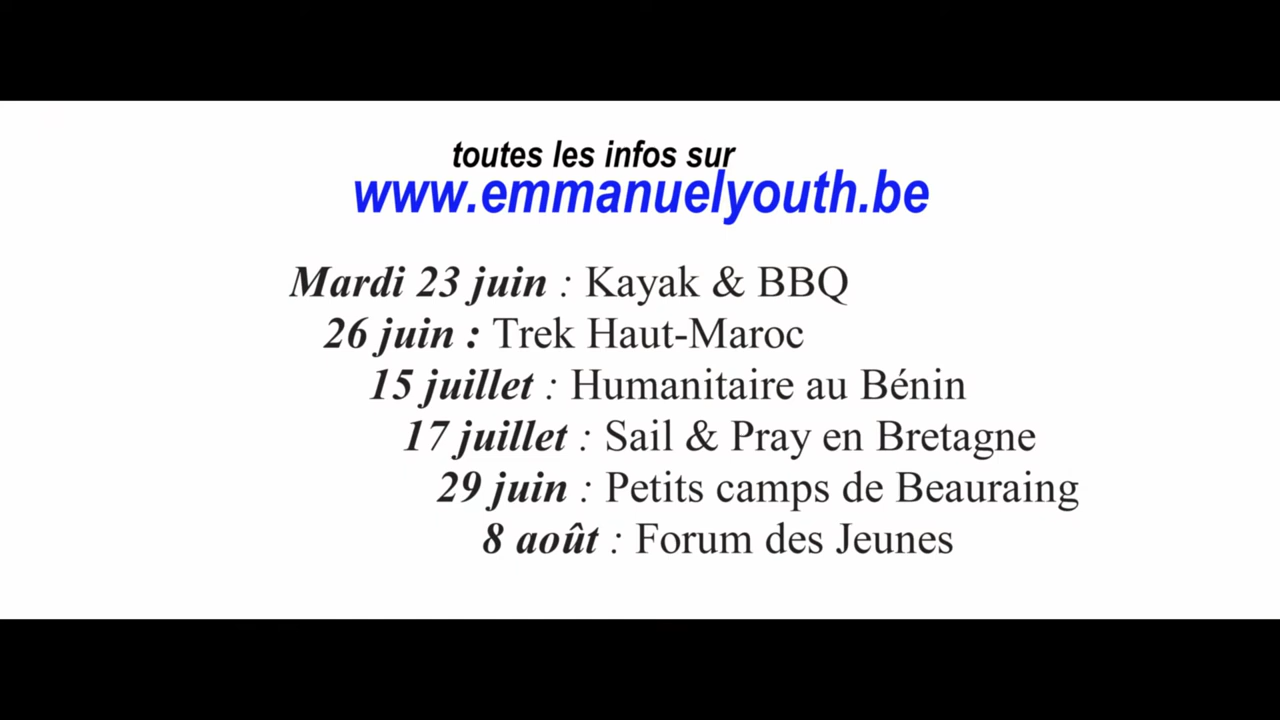 toutes les infos sur
www.emmanuelyouth.be
Mardi 23 juin : Kayak & BBQ
26 juin : Trek Haut-Maroc
15 juillet : Humanitaire au Bénin
17 juillet : Sail & Pray en Bretagne
29 juin : Petits camps de Beauraing
8 août : Forum des Jeunes